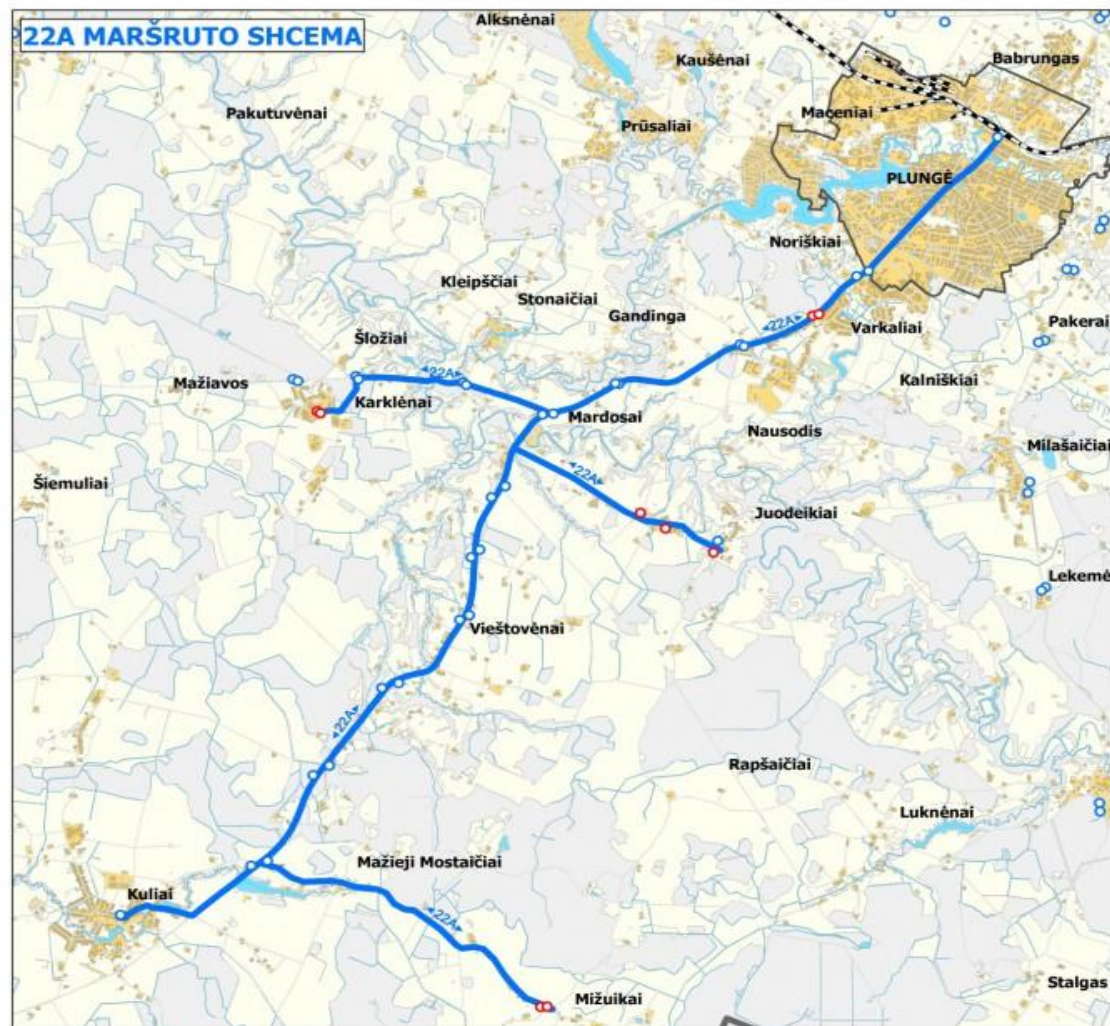 22A MARŠRUTO SHCEMA
Alksnėnai
Kaušėnai
Babrungas
Pakutuvėnai
Maceniai
Prūsaliai
PLUNGĖ
Noriškiai
Kleipščiai
Stonaičiai
Gandinga
22A
Varkaliai
Pakerai
Šložiai
22A
Mažiavos
Karklėnai
Kalniškiai
Mardosai
Nausodis
Milašaičiai
22A
Šiemuliai
Juodeikiai
Lekemė
Vieštovėnai
22A
Rapšaičiai
Luknėnai
Mažieji Mostaičiai
Kuliai
22A
Stalgas
Mižuikai